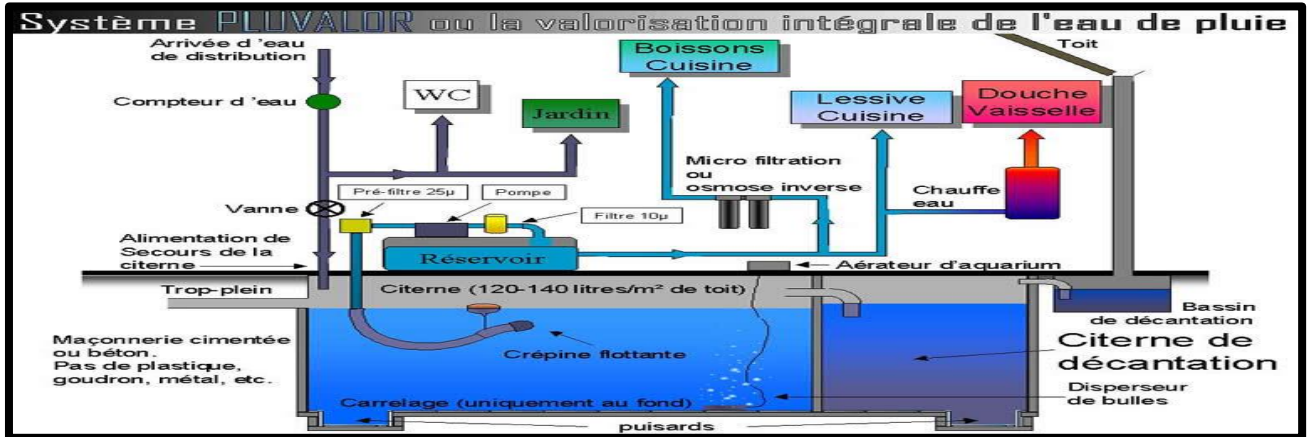 Système PLUVALOR ou la valorisation intégrale de l'eau de pluie
Arrivée d 'eau
de distribution
Compteur d 'eau
WC
Jardin
Boissons
Cuisine
Lessive
Cuisine
Douche
Vaisselle
Toit
Micro filtration
ou
osmose inverse
Chauffe
eau
Pré-filtre 25µ
Pompe
Filtre 10µ
Vanne
Alimentation de
Secours de la
citerne
Réservoir
Aérateur d'aquarium
Trop-plein
Citerne (120-140 litres/m² de toit)
Bassin
de décantation
Maçonnerie cimentée
ou béton.
Pas de plastique,
goudron, métal, etc.
Crépine flottante
Citerne de
décantation
Disperseur
de bulles
Carrelage (uniquement au fond)
puisards